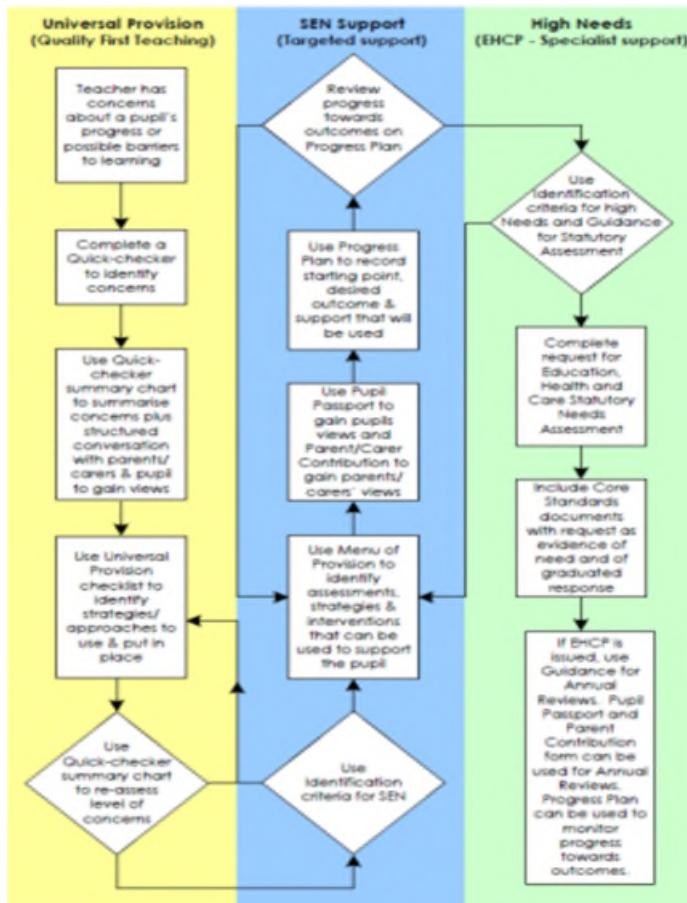 Universal Provision
(Quality First Teaching)
Teacher has
concerns
about a pupil's
progress or
possible barriers
to learning
Complete a
Quick-checker
to identify
concerns
Use Quick-
checker
summary chart
to summarise
concerns plus
structured
conversation
with parents/
carers & pupil
to gain views
Use Universal
Provision
checklist to
identify
strategies/
approaches to
use & put in
place
Use
Quick-checker
summary chart
to re-assess
level of
concerns
SEN Support
(Targeted support)
Review
progress
towards
outcomes on
Progress Plan
Use Progress
Plan to record
starting point,
desired
outcome &
support that will
be used
Use Pupil
Passport to
gain pupils
views and
Parent/Carer
Contribution to
gain parents/
carers' views
Use Menu of
Provision to
identify
assessments,
strategies &
interventions
that can be
used to support
the pupil
Use
Identification
criteria for SEN
High Needs
(EHCP - Specialist support)
Use
Identification
criteria for high
Needs and Guidance
for Statutory
Assessment
Complete
request for
Education,
Health and
Care Statutory
Needs
Assessment
Include Core
Standards
documents
with request as
evidence of
need and of
graduated
response
If EHCP is
issued, use
Guidance for
Annual
Reviews. Pupil
Passport and
Parent
Contribution
form can be
used for Annual
Reviews.
Progress Plan
can be used to
monitor
progress
towards
outcomes.